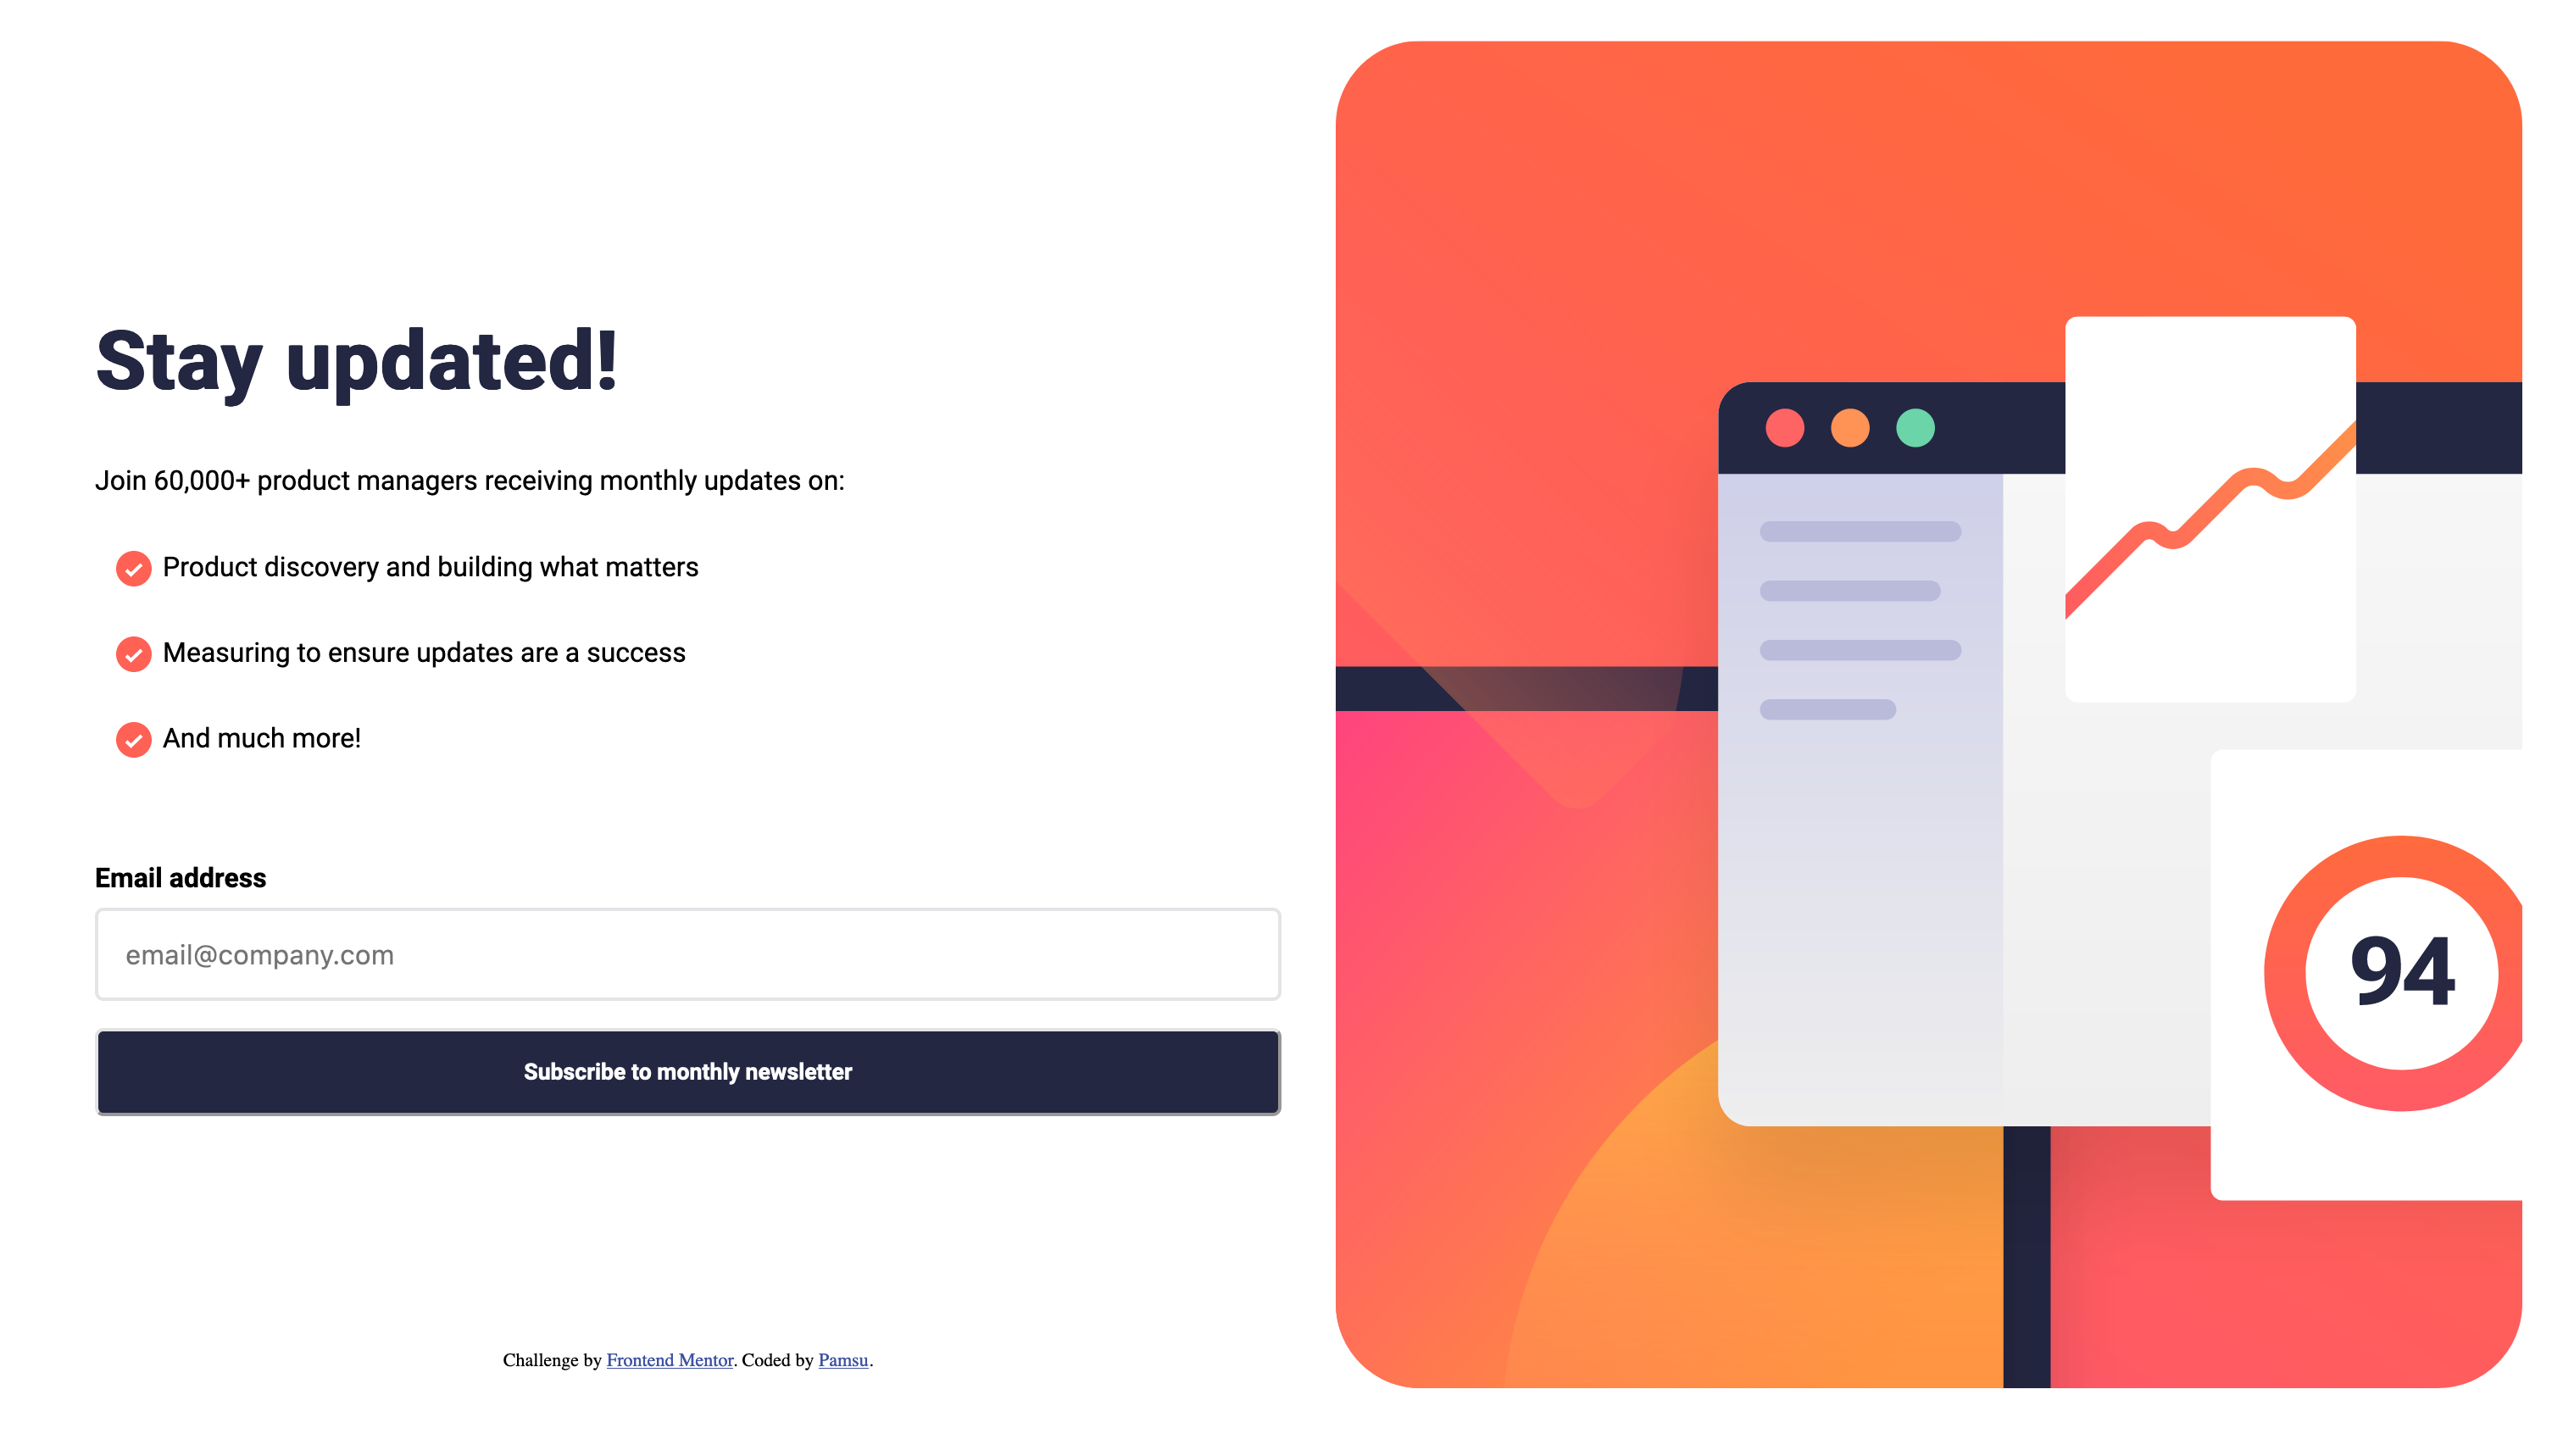 Stay updated!
Join 60,000+ product managers receiving monthly updates on:
Product discovery and building what matters
Measuring to ensure updates are a success
And much more!
Email address
email@company.com
Subscribe to monthly newsletter
Challenge by Frontend Mentor. Coded by Pamsu.
94